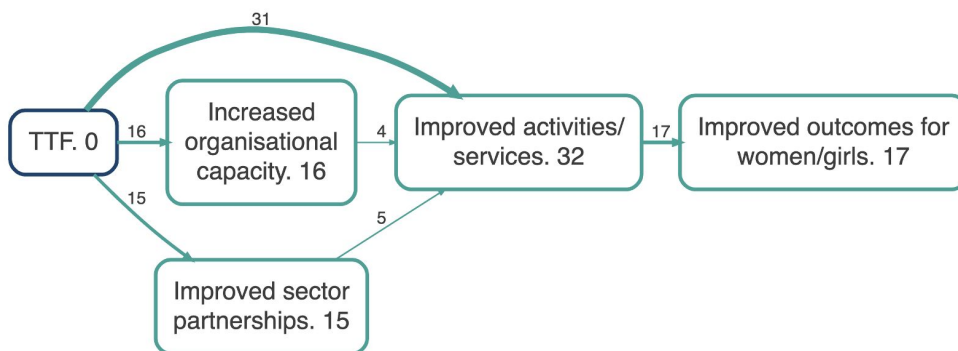 31
TTF. 0
16
Increased
organisational
capacity. 16
4
Improved activities/
services. 32
17
Improved outcomes for
women/girls. 17
15
5
Improved sector
partnerships. 15